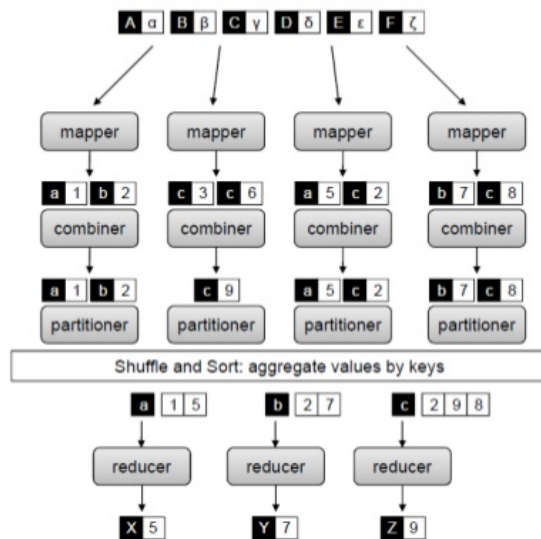 A α B β C γ D δ E ε F ζ
mapper mapper mapper mapper
a 1 b 2 c 3 c 6 a 5 c 2 b 7 c 8
combiner combiner combiner combiner
a 1 b 2 c 9 a 5 c 2 b 7 c 8
partitioner partitioner partitioner partitioner
Shuffle and Sort: aggregate values by keys
a 1 5 b 2 7 c 2 9 8
reducer reducer reducer
X 5 Y 7 Z 9